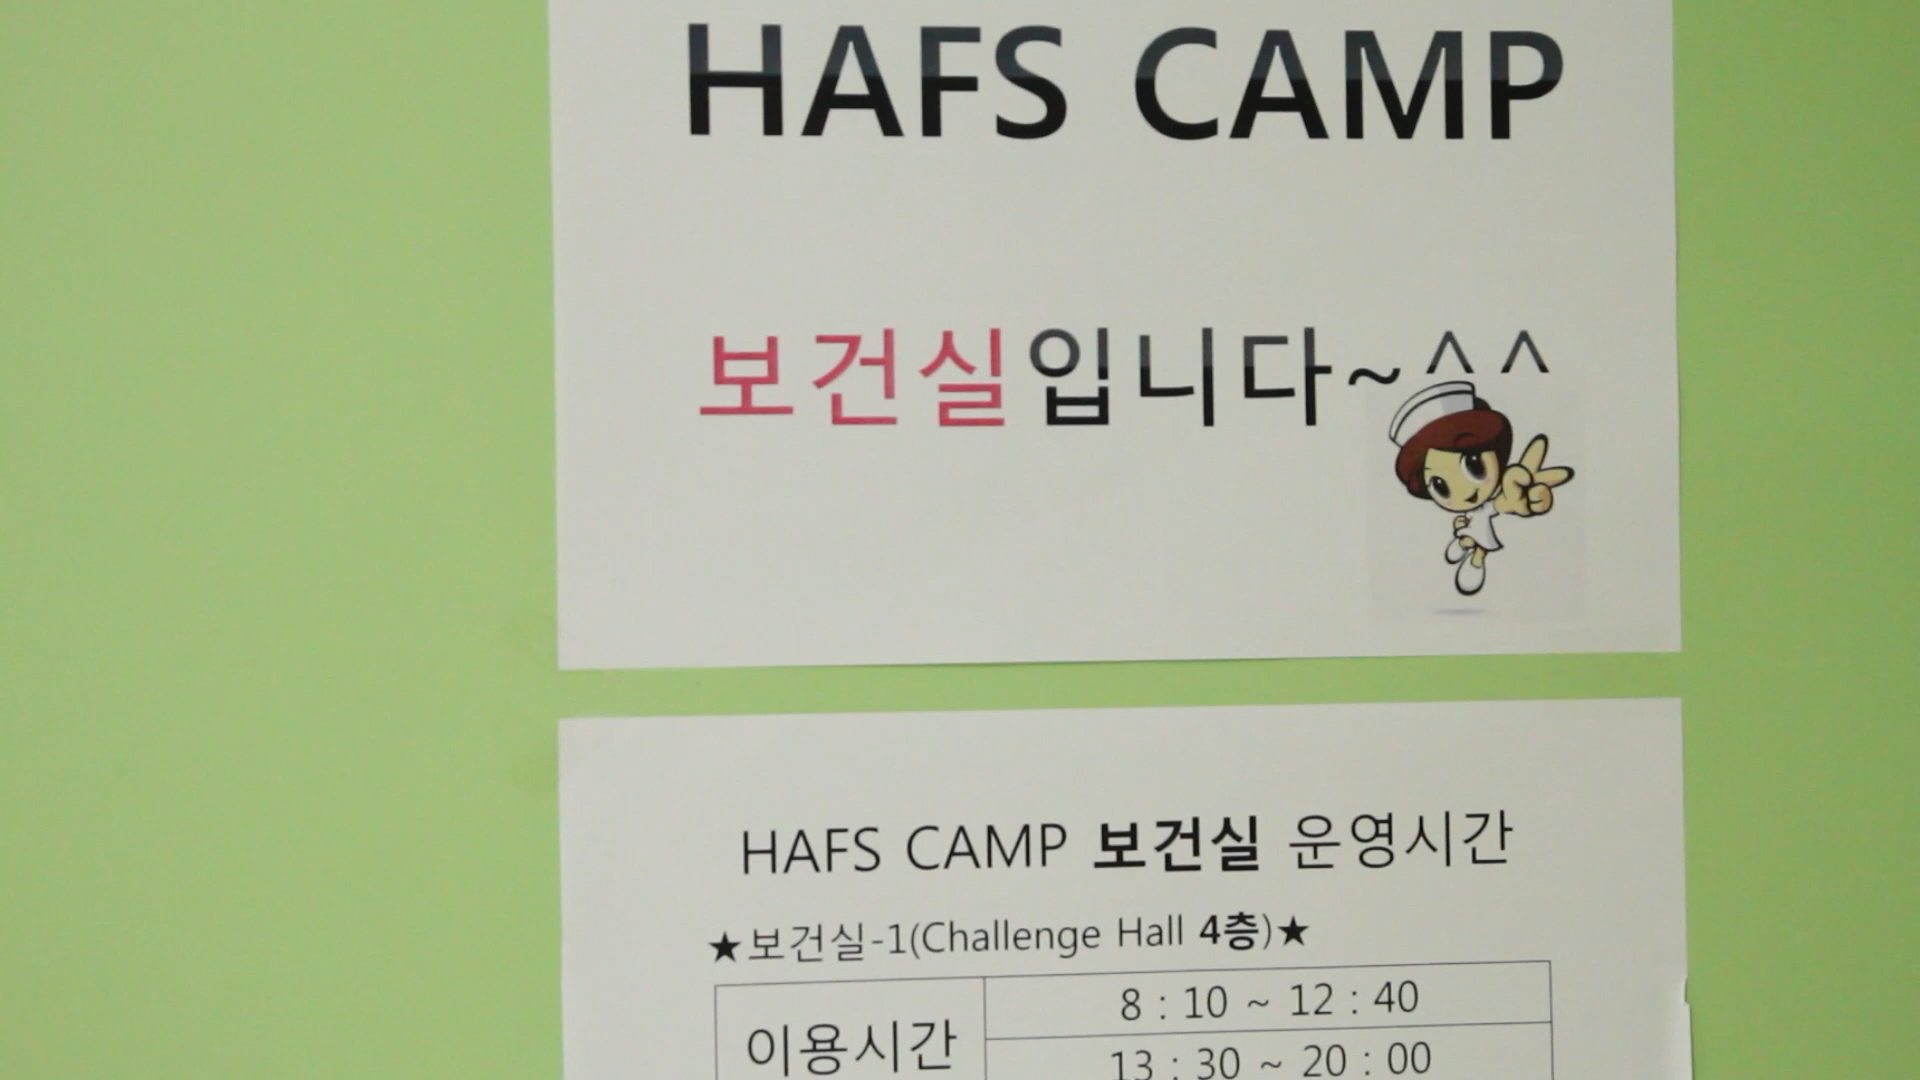 HAFS CAMP
보건실입니다~^^
HAFS CAMP 보건실 운영시간
★보건실-1(Challenge Hall 4층)★
이용시간
8 : 10 ~ 12 : 40
13 : 30 ~ 20 : 00